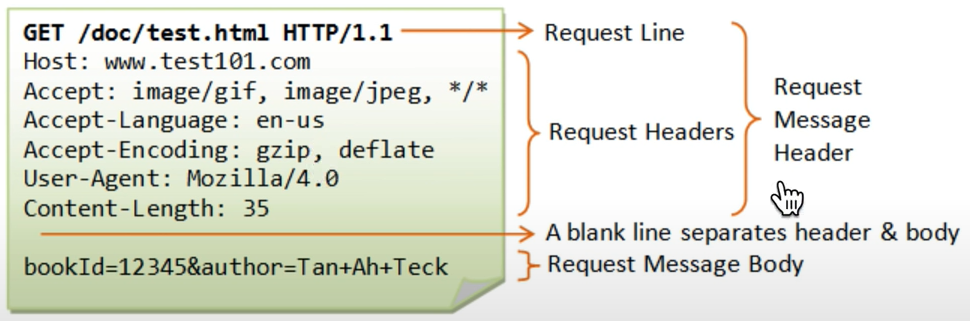 GET /doc/test.html HTTP/1.1
Host: www.test101.com
Accept: image/gif, image/jpeg, */*
Accept-Language: en-us
Accept-Encoding: gzip, deflate
User-Agent: Mozilla/4.0
Content-Length: 35
bookId=12345&author=Tan+Ah+Teck
Request Line
Request Headers
Request
Message
Header
A blank line separates header & body
Request Message Body